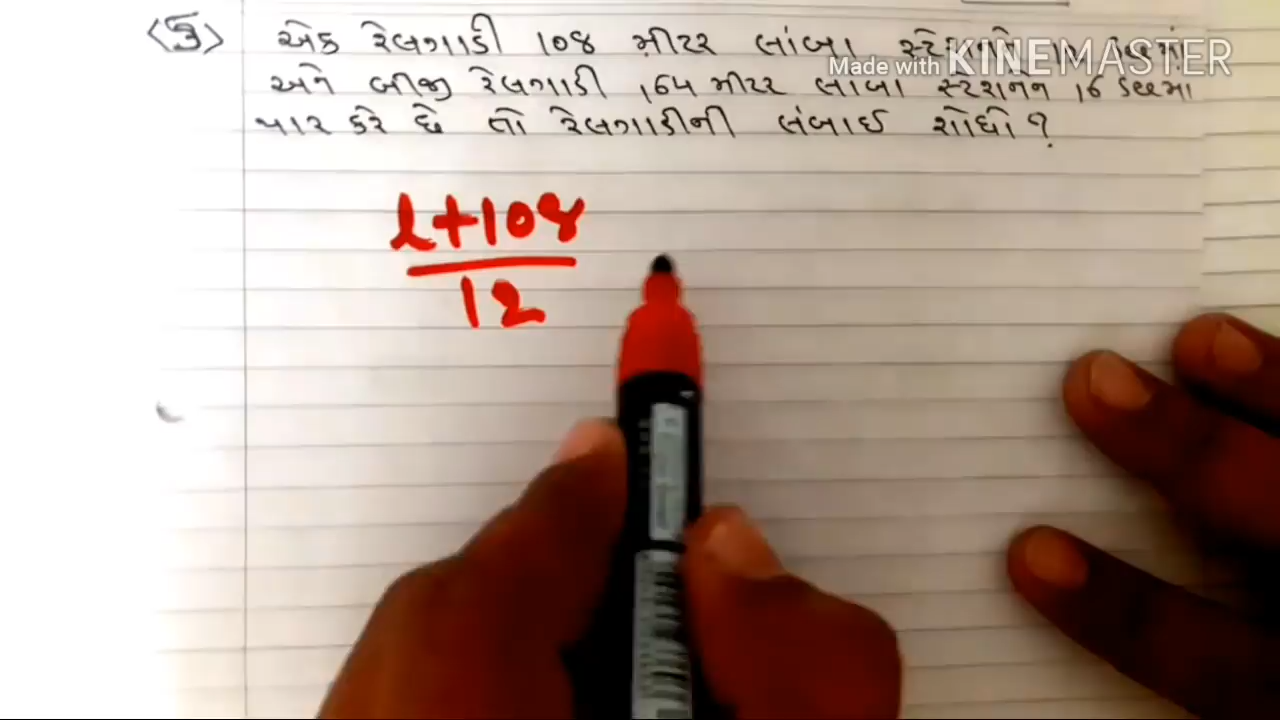 <૩> એક રેલગાડી 108 મીટર લાંબા
Made with KINEMASTER
અને બીજી રેલગાડી 164 મીટર લાંબા સ્ટેશનને 16 સેકન્ડમાં
પાર કરે છે તો રેલગાડીની લંબાઈ શોધો ?
l+108
12